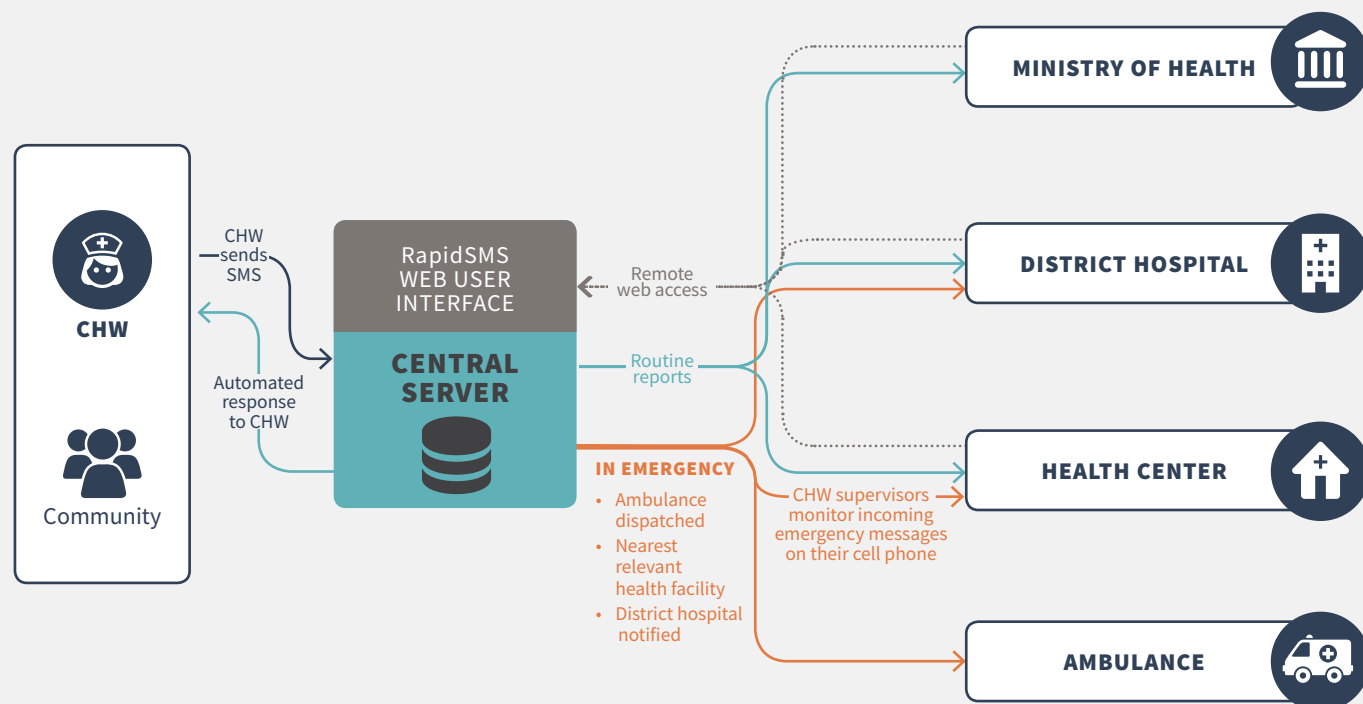 CHW
Community
CHW
sends
SMS
Automated
response
to CHW
RapidSMS
WEB USER
INTERFACE
CENTRAL
SERVER
Remote
web access
Routine
reports
IN EMERGENCY
• Ambulance
dispatched
• Nearest
relevant
health facility
• District hospital
notified
CHW supervisors
monitor incoming
emergency messages
on their cell phone
MINISTRY OF HEALTH
DISTRICT HOSPITAL
HEALTH CENTER
AMBULANCE